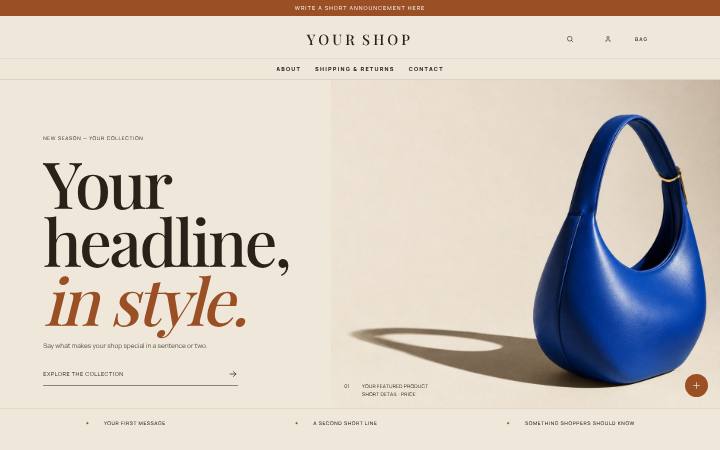 WRITE A SHORT ANNOUNCEMENT HERE
YOUR SHOP
BAG
ABOUT SHIPPING & RETURNS CONTACT
NEW SEASON — YOUR COLLECTION
Your
headline,
in style.
Say what makes your shop special in a sentence or two.
EXPLORE THE COLLECTION →
01 YOUR FEATURED PRODUCT
SHORT DETAIL · PRICE
YOUR FIRST MESSAGE
A SECOND SHORT LINE
SOMETHING SHOPPERS SHOULD KNOW